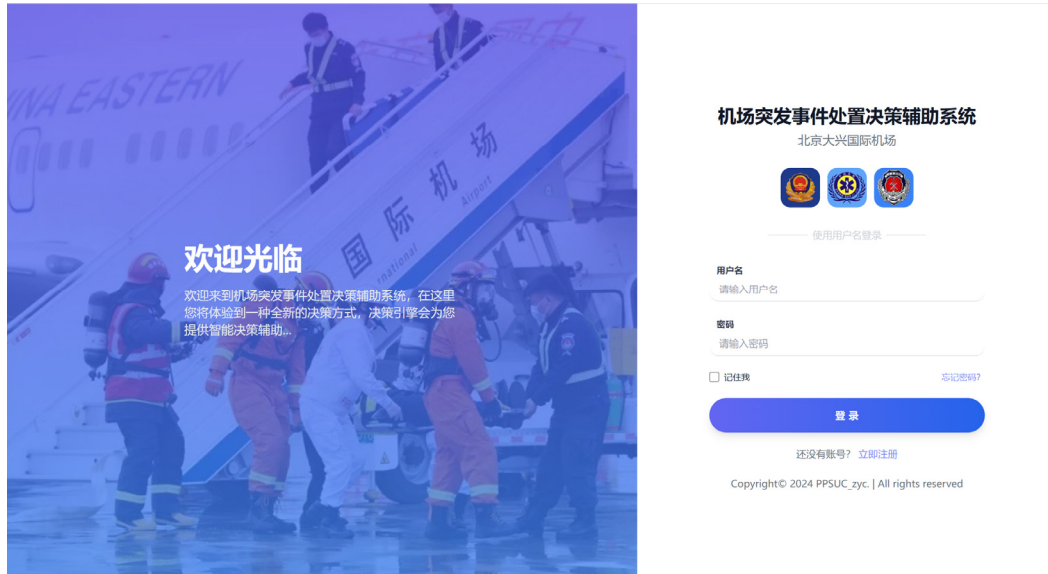 INA EASTERN
国际机场
rnational Airport
欢迎光临
欢迎来到机场突发事件处置决策辅助系统，在这里
您将体验到一种全新的决策方式，决策引擎会为您
提供智能决策辅助...
机场突发事件处置决策辅助系统
北京大兴国际机场
使用用户名登录
用户名
请输入用户名
密码
请输入密码
记住我
忘记密码?
登 录
还没有账号? 立即注册
Copyright© 2024 PPSUC_zyc. | All rights reserved